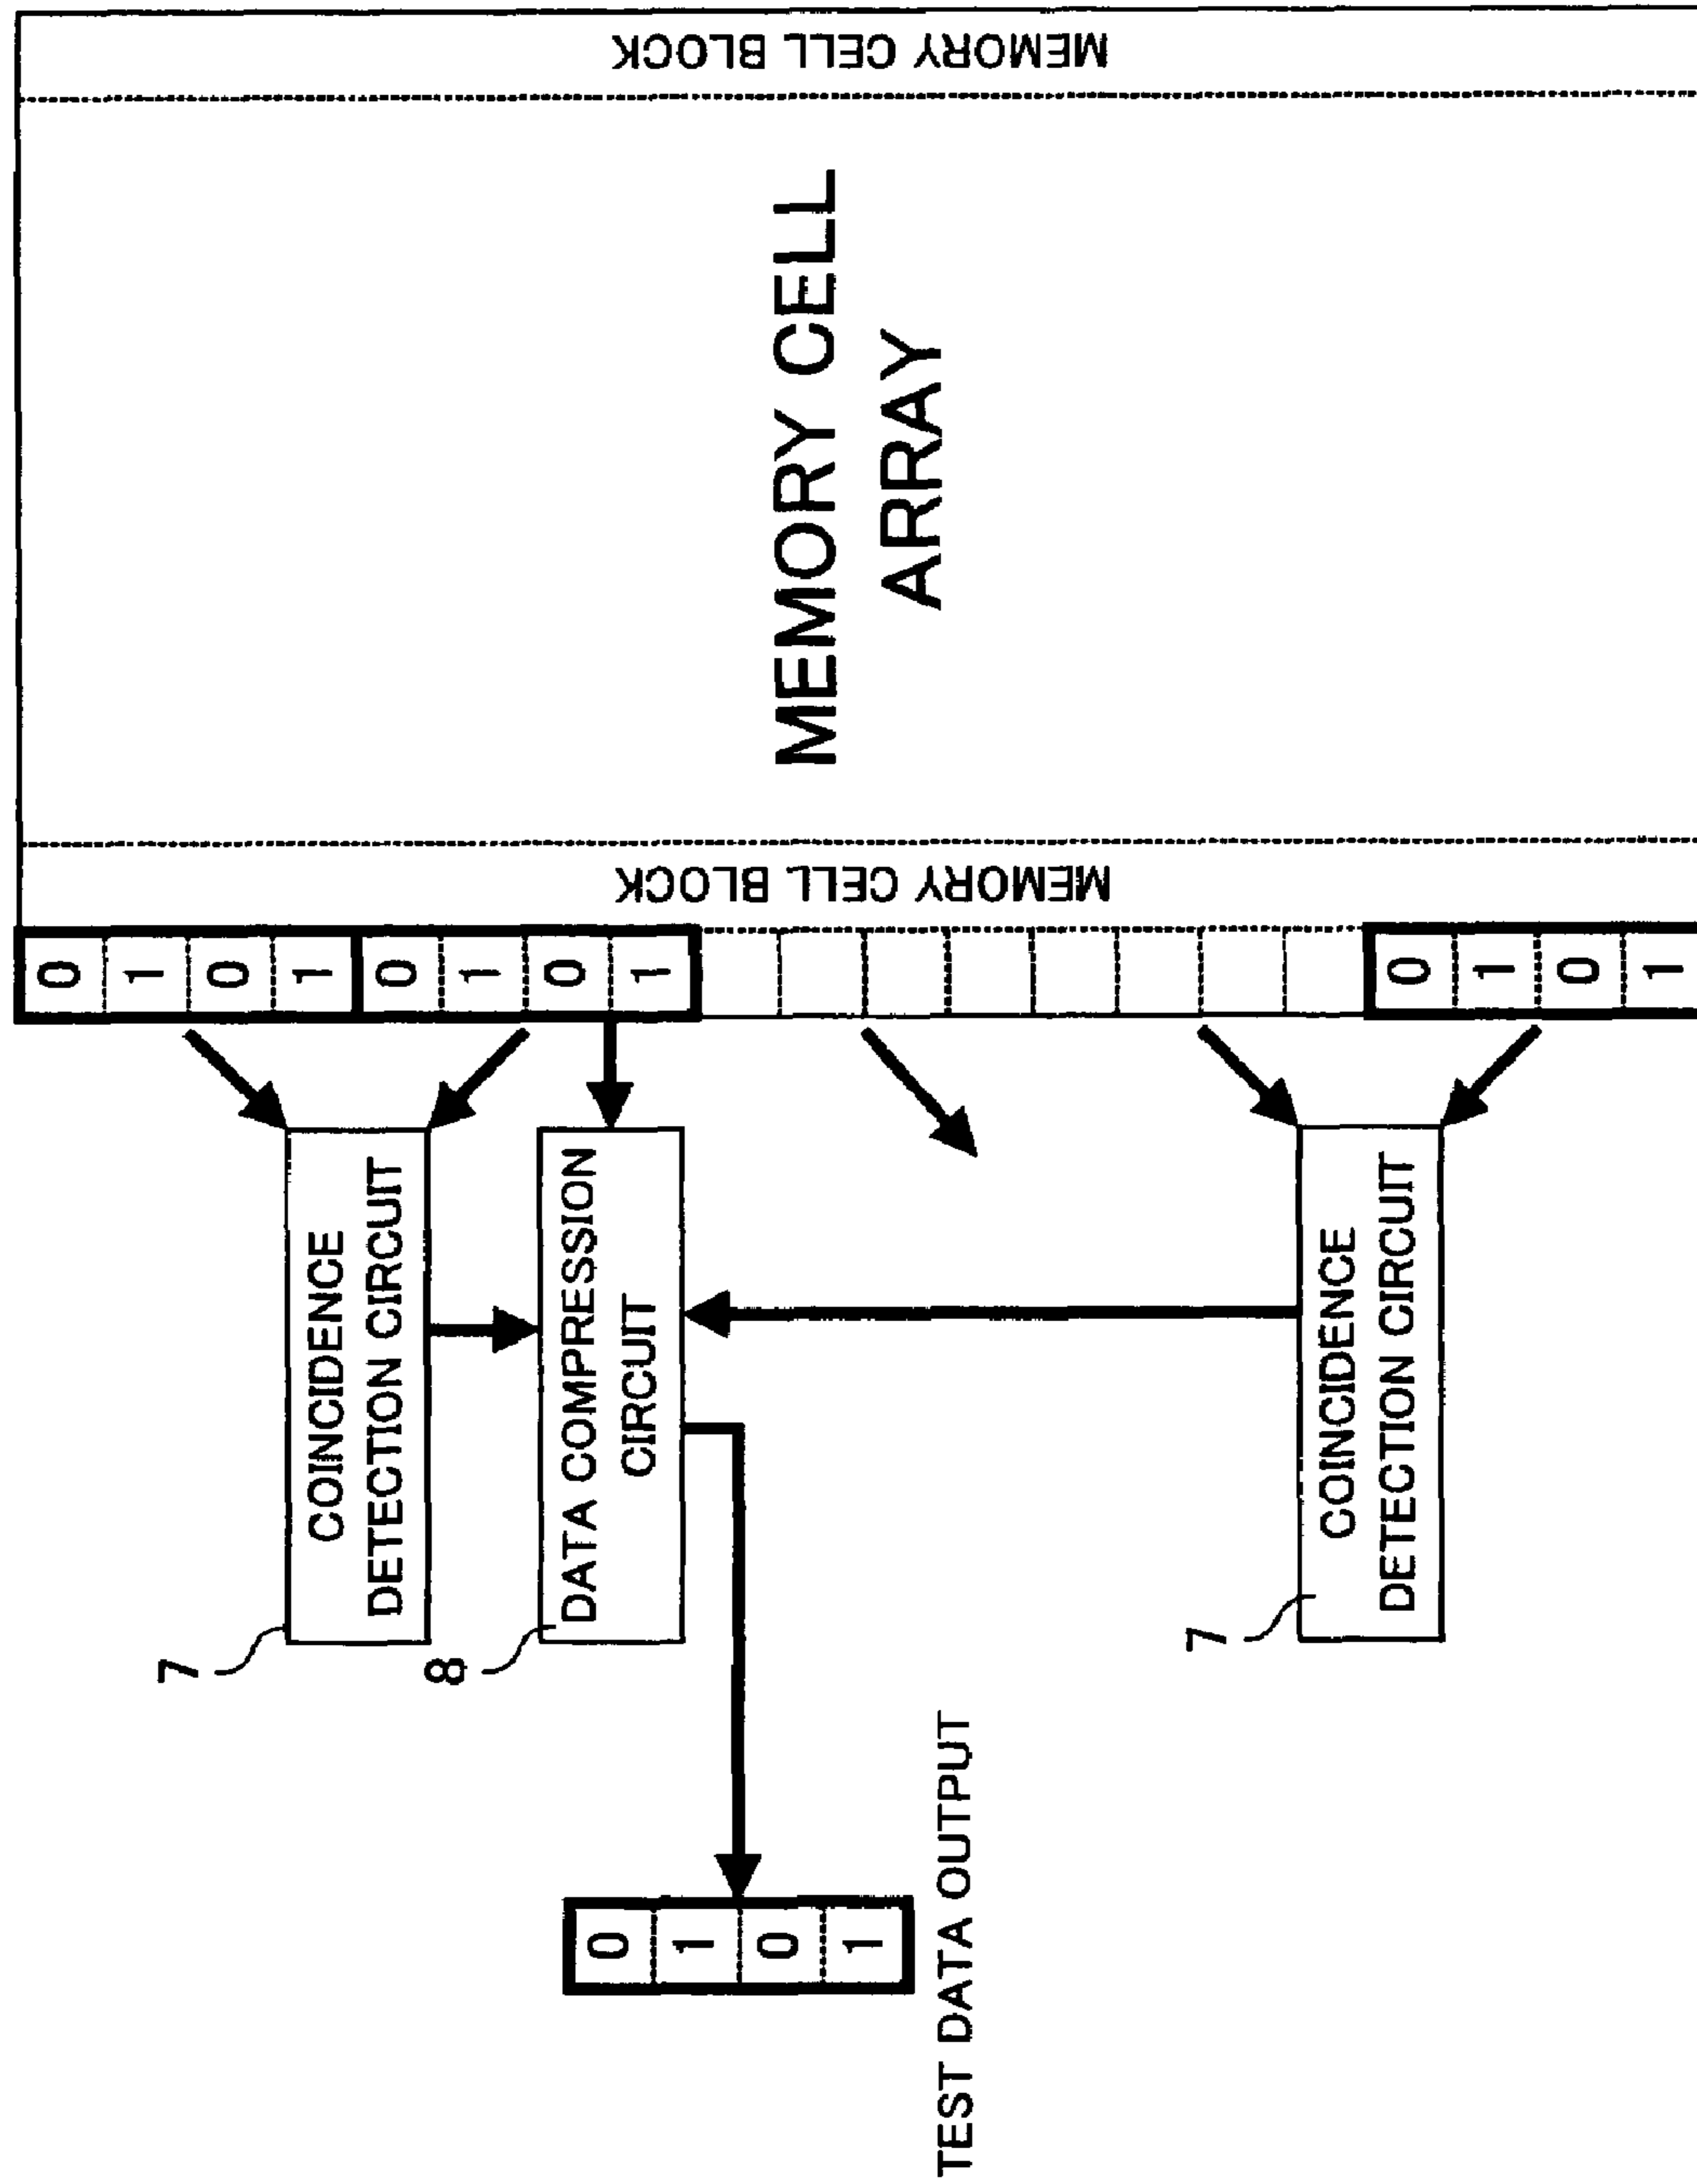 7
COINCIDENCE
DETECTION CIRCUIT
8
DATA COMPRESSION
CIRCUIT
0
1
0
1
TEST DATA OUTPUT
7
COINCIDENCE
DETECTION CIRCUIT
0
1
0
1
0
1
0
1
0
1
0
1
MEMORY CELL BLOCK
MEMORY CELL
ARRAY
MEMORY CELL BLOCK